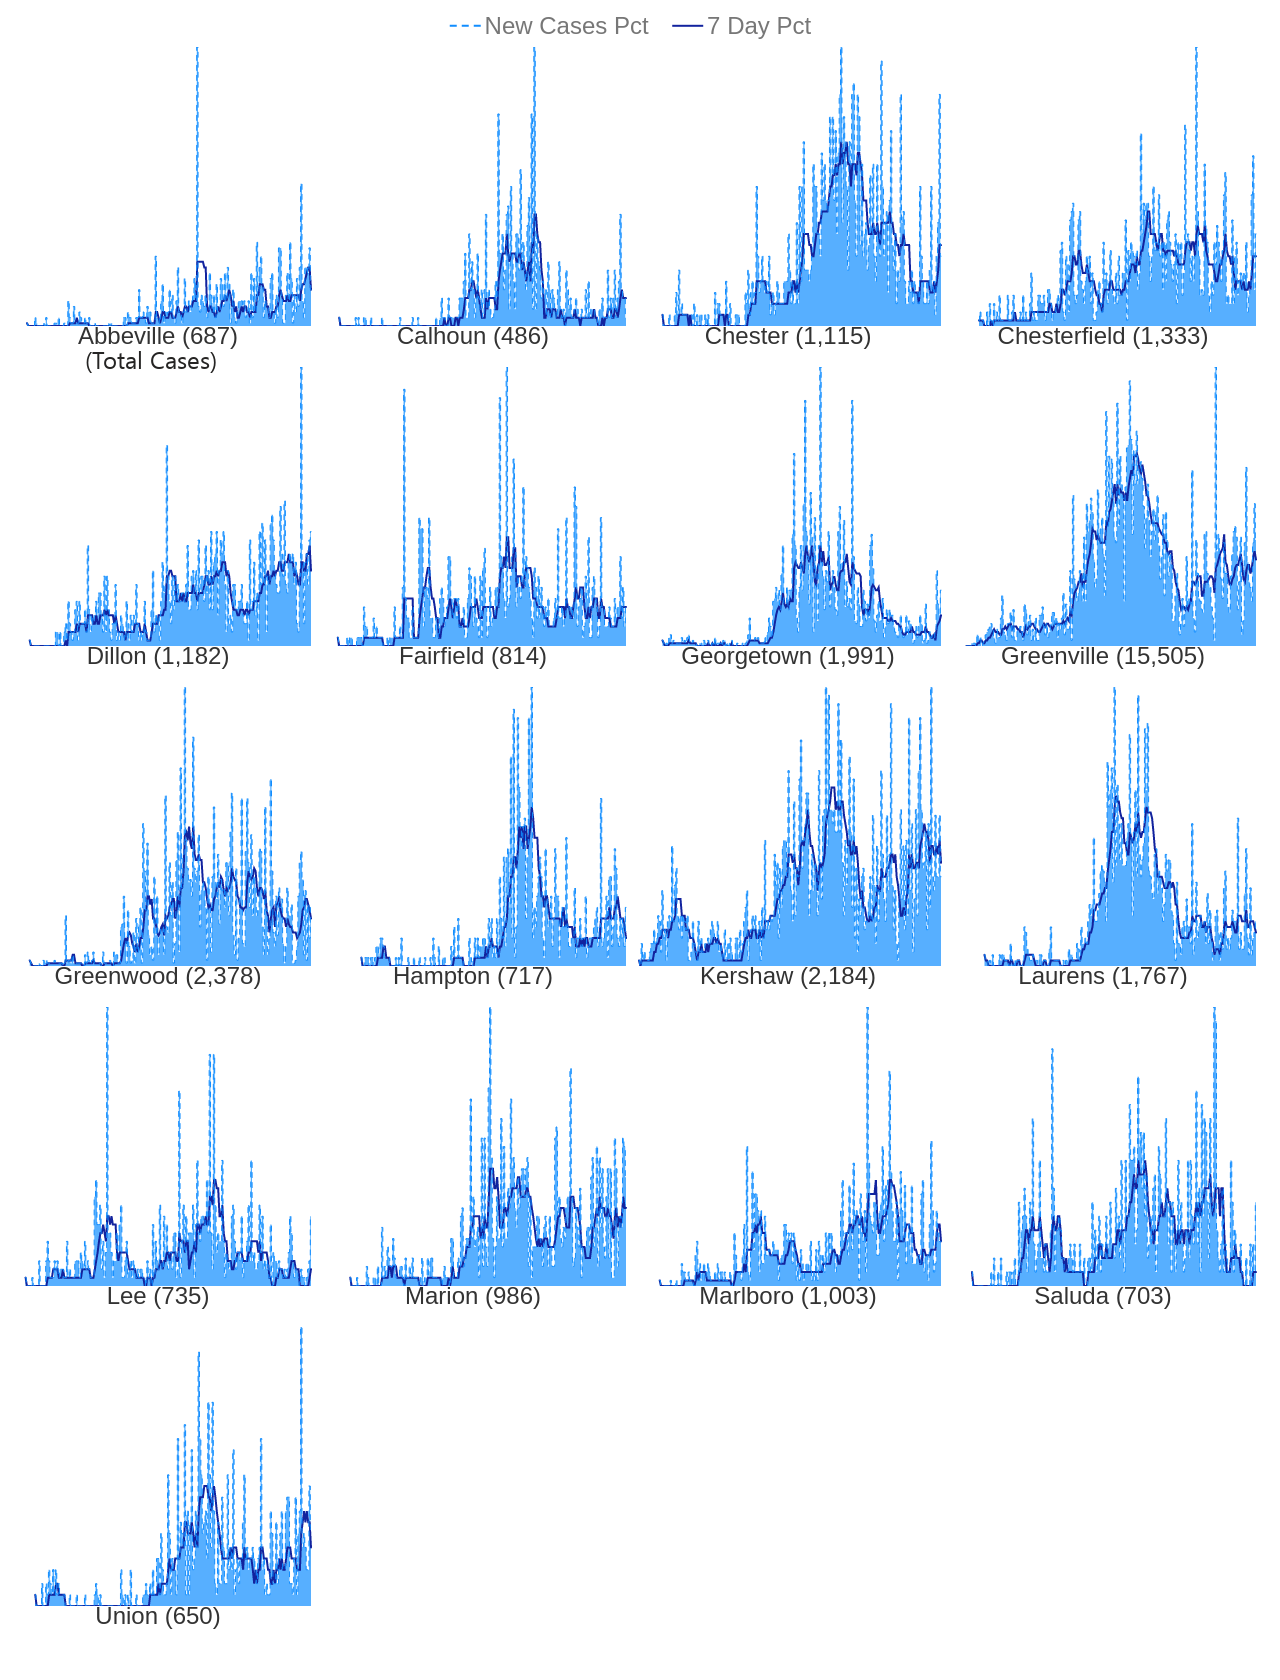 New Cases Pct 7 Day Pct
Abbeville (687) Calhoun (486) Chester (1,115) Chesterfield (1,333)
(Total Cases)
Dillon (1,182) Fairfield (814) Georgetown (1,991) Greenville (15,505)
Greenwood (2,378) Hampton (717) Kershaw (2,184) Laurens (1,767)
Lee (735) Marion (986) Marlboro (1,003) Saluda (703)
Union (650)